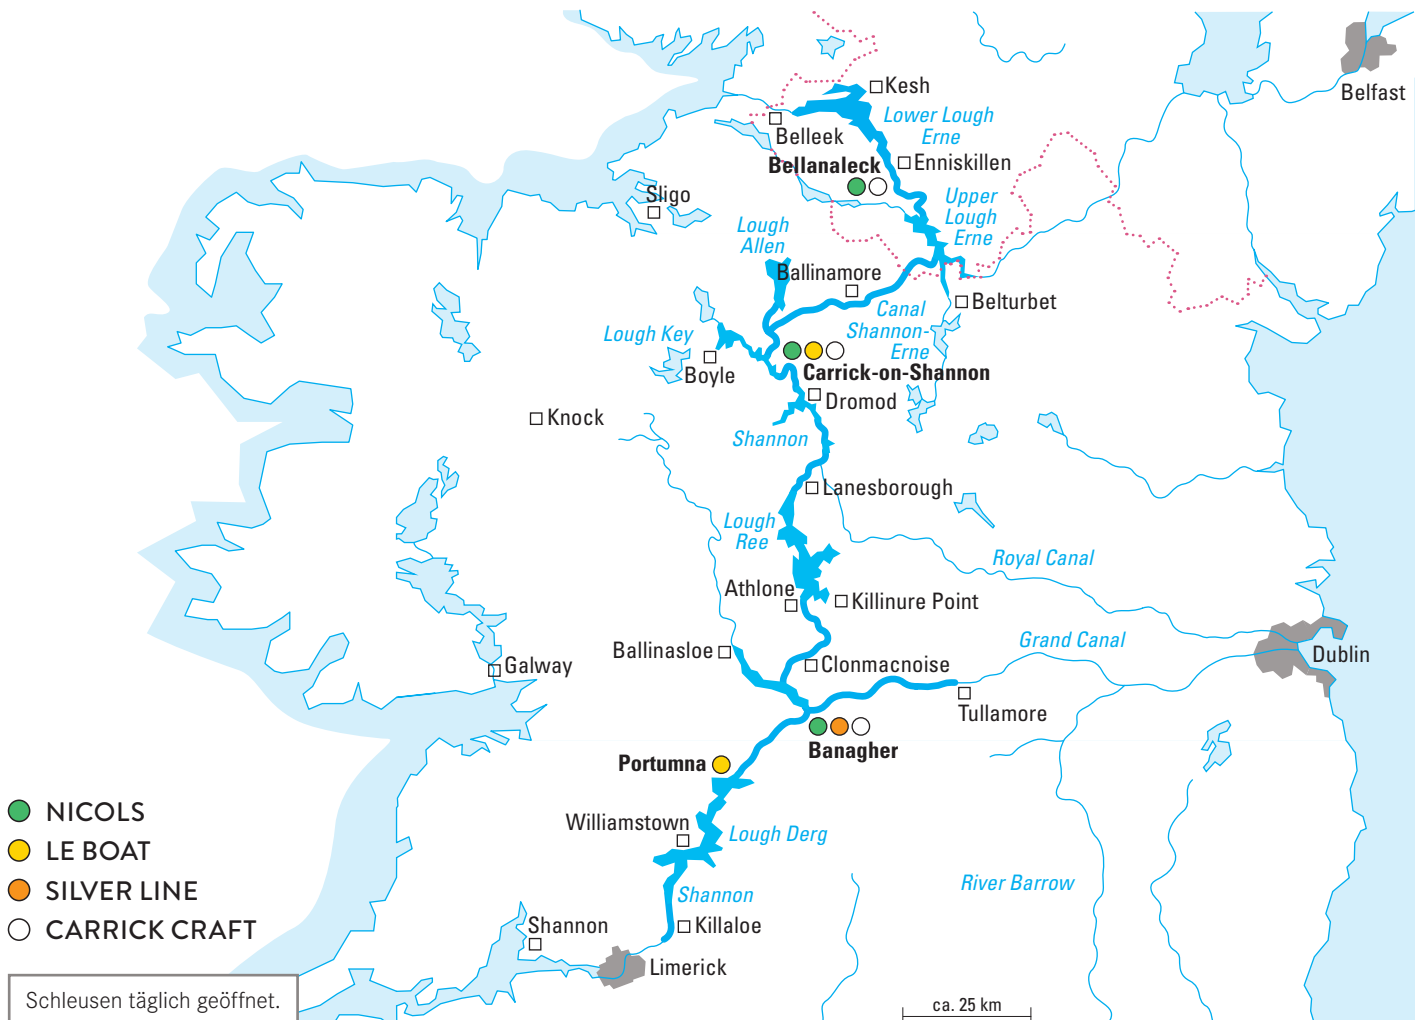 Belfast
Kesh
Lower Lough
Erne
Belleek
Bellanaleck
Enniskillen
Sligo
Upper
Lough
Erne
Lough
Allen
Ballinamore
Belturbet
Canal
Shannon-
Erne
Lough Key
Boyle
Carrick-on-Shannon
Dromod
Knock
Shannon
Lanesborough
Lough
Ree
Royal Canal
Athlone
Killinure Point
Grand Canal
Ballinasloe
Clonmacnoise
Dublin
Galway
Tullamore
Banagher
Portumna
NICOLS
LE BOAT
SILVER LINE
CARRICK CRAFT
Williamstown
Lough Derg
River Barrow
Shannon
Shannon
Killaloe
Limerick
Schleusen täglich geöffnet.
ca. 25 km